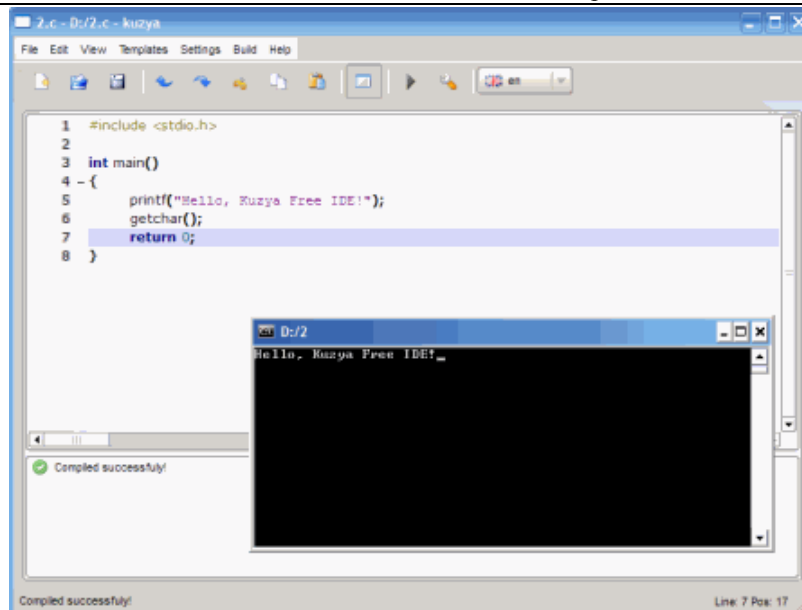 2.c - D:/2.c - kuzya
File Edit View Templates Settings Build Help
en
1 #include <stdio.h>
2
3 int main()
4 {
5 printf("Hello, Kuzya Free IDE!");
6 getchar();
7 return 0;
8 }
D:/2
Hello, Kuzya Free IDE!_
Compiled successfuly!
Compiled successfuly!
Line: 7 Pos: 17